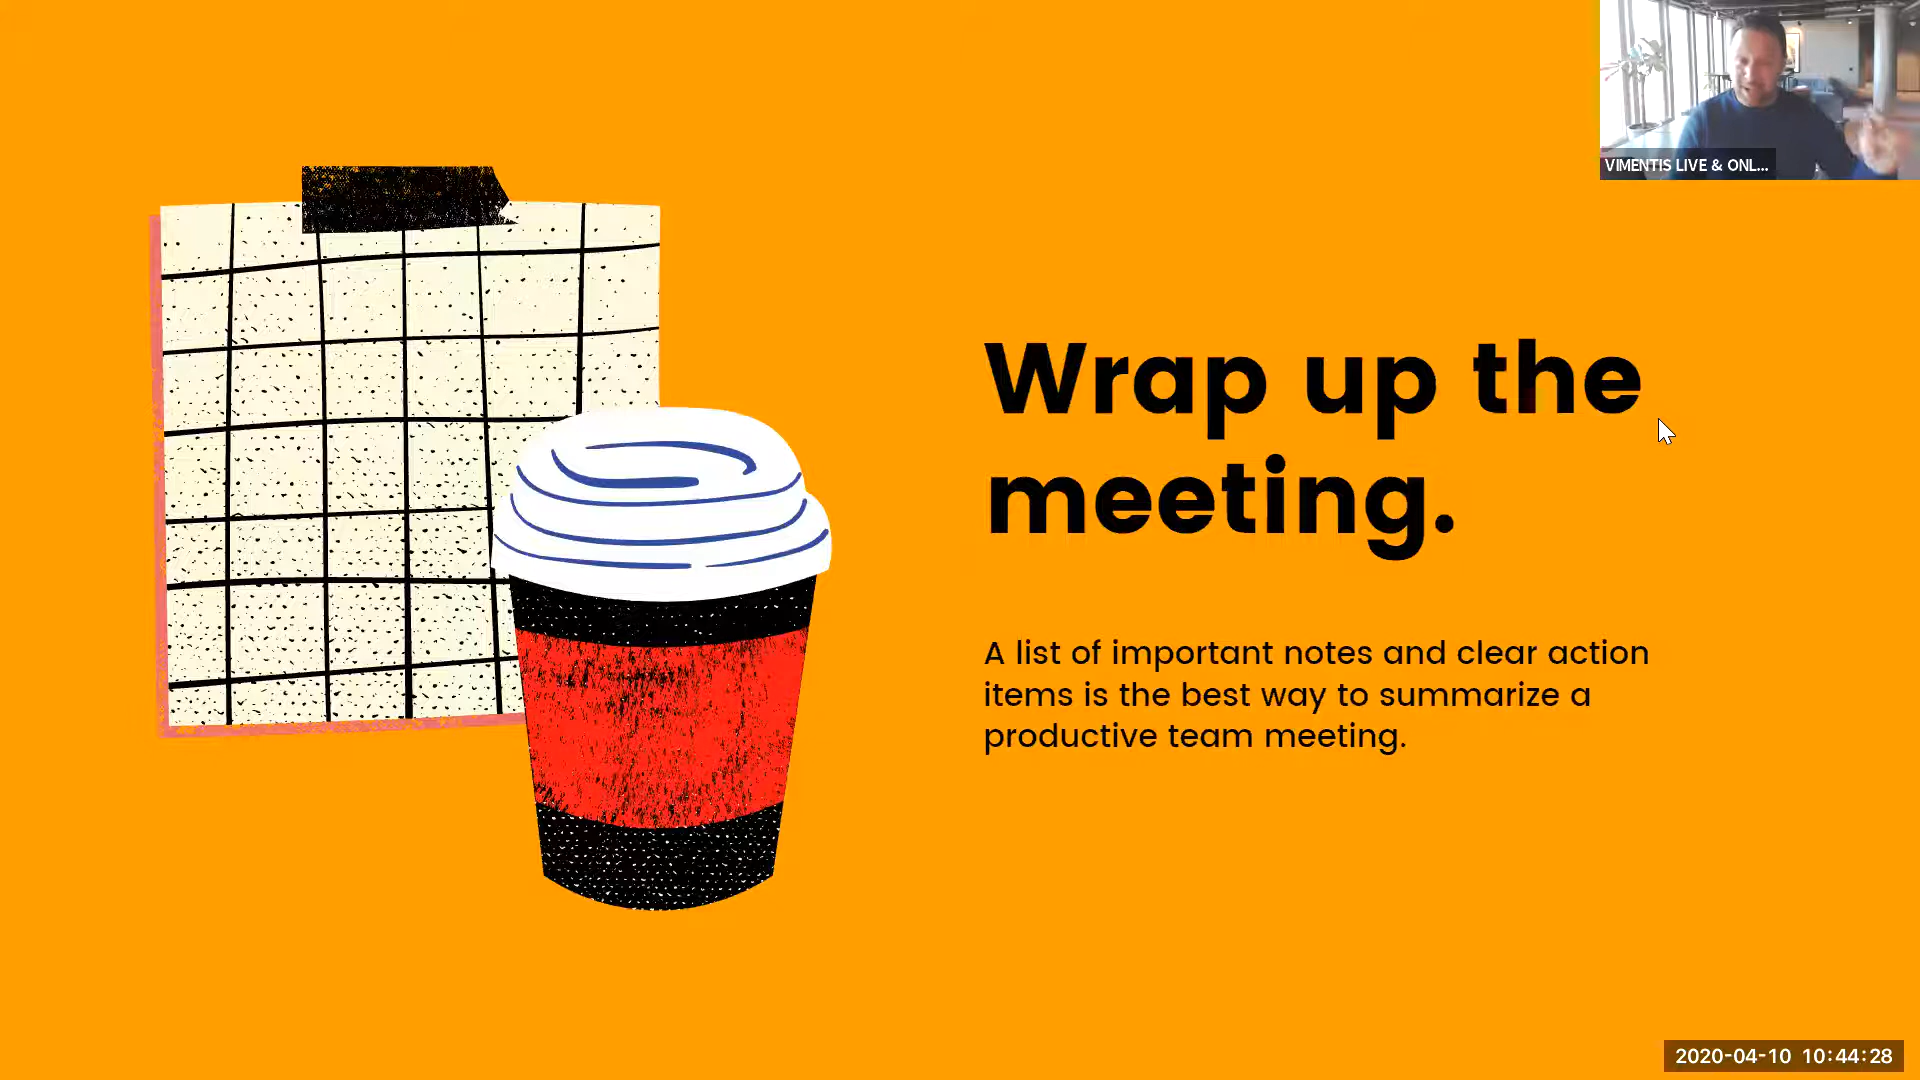 VIMENTIS LIVE & ONL...
Wrap up the
meeting.
A list of important notes and clear action
items is the best way to summarize a
productive team meeting.
2020-04-10 10:44:28